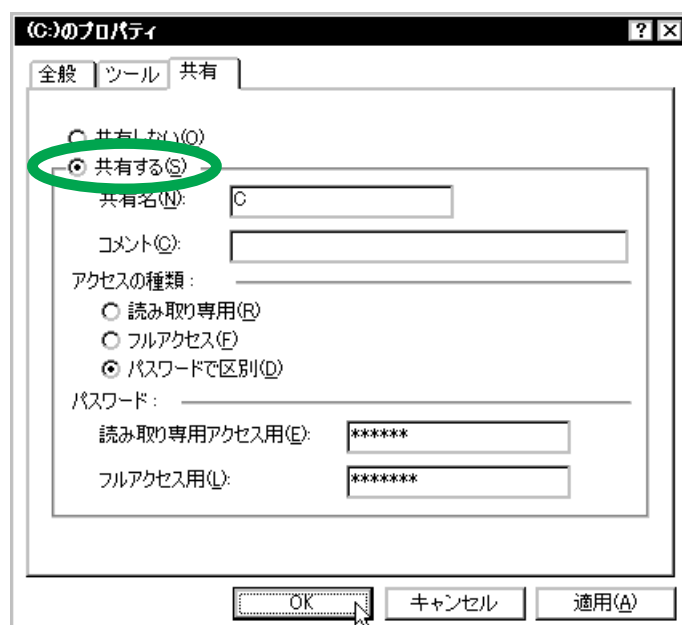 (C:)のプロパティ
全般 ツール 共有
共有しない(O)
共有する(S)
共有名(N): C
コメント(C):
アクセスの種類:
読み取り専用(R)
フルアクセス(F)
パスワードで区別(D)
パスワード:
読み取り専用アクセス用(E): ******
フルアクセス用(L): *******
OK キャンセル 適用(A)